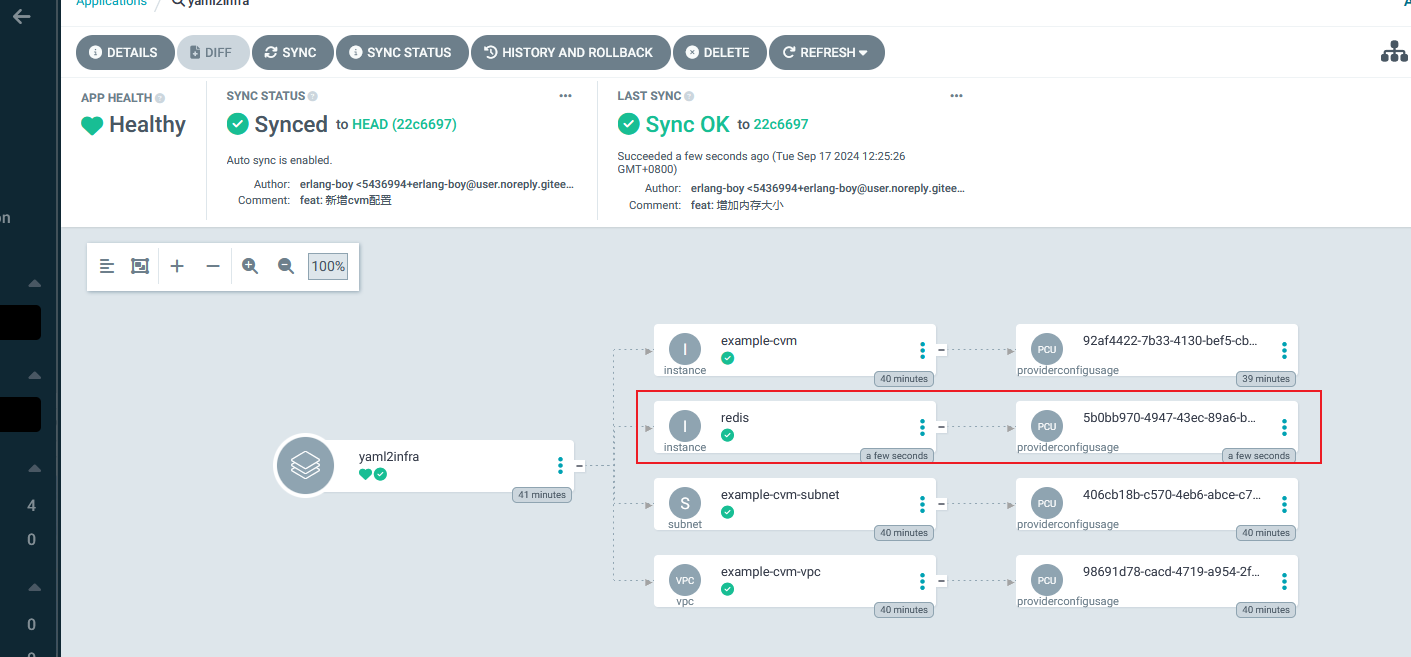 Applications / yaml2infra
DETAILS
DIFF
SYNC
SYNC STATUS
HISTORY AND ROLLBACK
DELETE
REFRESH
APP HEALTH
Healthy
SYNC STATUS
Synced to HEAD (22c6697)
Auto sync is enabled.
Author: erlang-boy <5436994+erlang-boy@user.noreply.gitee...
Comment: feat: 新增cvm配置
LAST SYNC
Sync OK to 22c6697
Succeeded a few seconds ago (Tue Sep 17 2024 12:25:26
GMT+0800)
Author: erlang-boy <5436994+erlang-boy@user.noreply.gitee...
Comment: feat: 增加内存大小
on
4
0
0
100%
yaml2infra
41 minutes
I
instance
example-cvm
40 minutes
PCU
providerconfigusage
92af4422-7b33-4130-bef5-cb...
39 minutes
I
instance
redis
a few seconds
PCU
providerconfigusage
5b0bb970-4947-43ec-89a6-b...
a few seconds
S
subnet
example-cvm-subnet
40 minutes
PCU
providerconfigusage
406cb18b-c570-4eb6-abce-c7...
40 minutes
VPC
vpc
example-cvm-vpc
40 minutes
PCU
providerconfigusage
98691d78-cacd-4719-a954-2f...
40 minutes